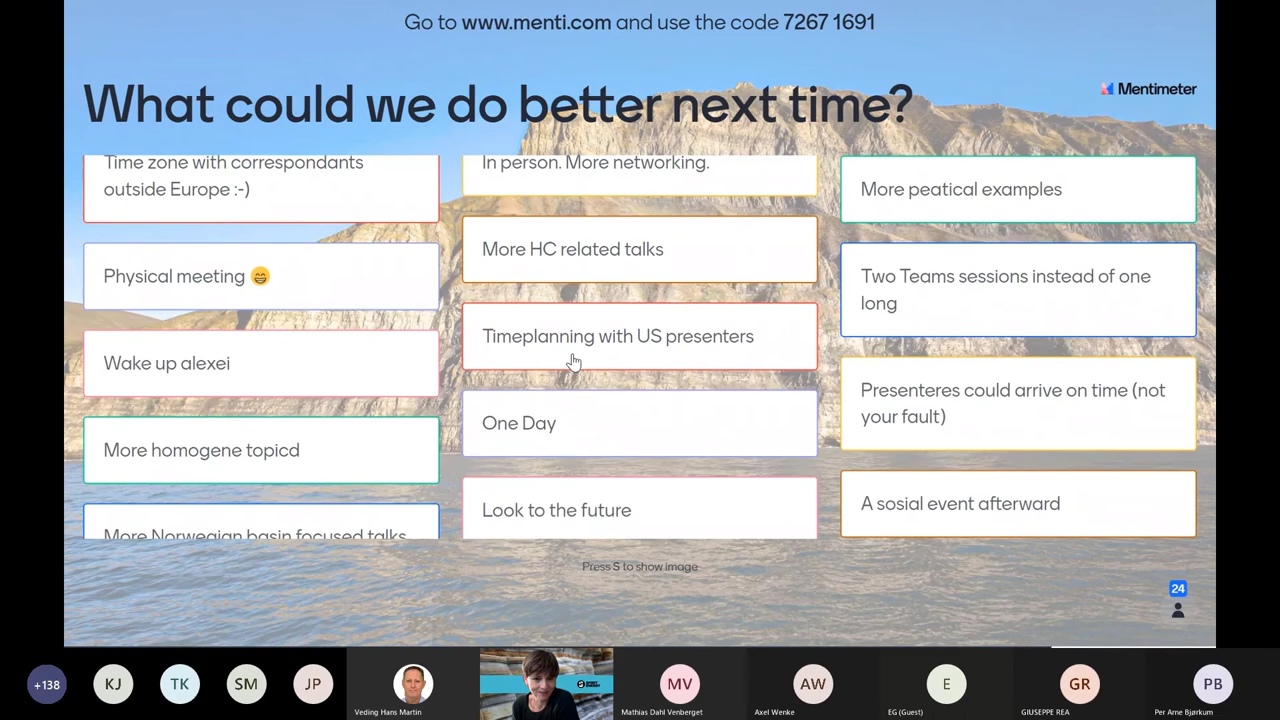 Go to www.menti.com and use the code 7267 1691
What could we do better next time?
Mentimeter
Time zone with correspondants
outside Europe :-)
Physical meeting 😁
Wake up alexei
More homogene topicd
More Norwegian basin focused talks
In person. More networking.
More HC related talks
Timeplanning with US presenters
One Day
Look to the future
More peatical examples
Two Teams sessions instead of one
long
Presenteres could arrive on time (not
your fault)
A sosial event afterward
Press S to show image
24
+138
KJ
TK
SM
JP
Veding Hans Martin
MV
Mathias Dahl Venberget
AW
Axel Wenke
E
EG (Guest)
GR
GIUSEPPE REA
PB
Per Arne Bjørkum